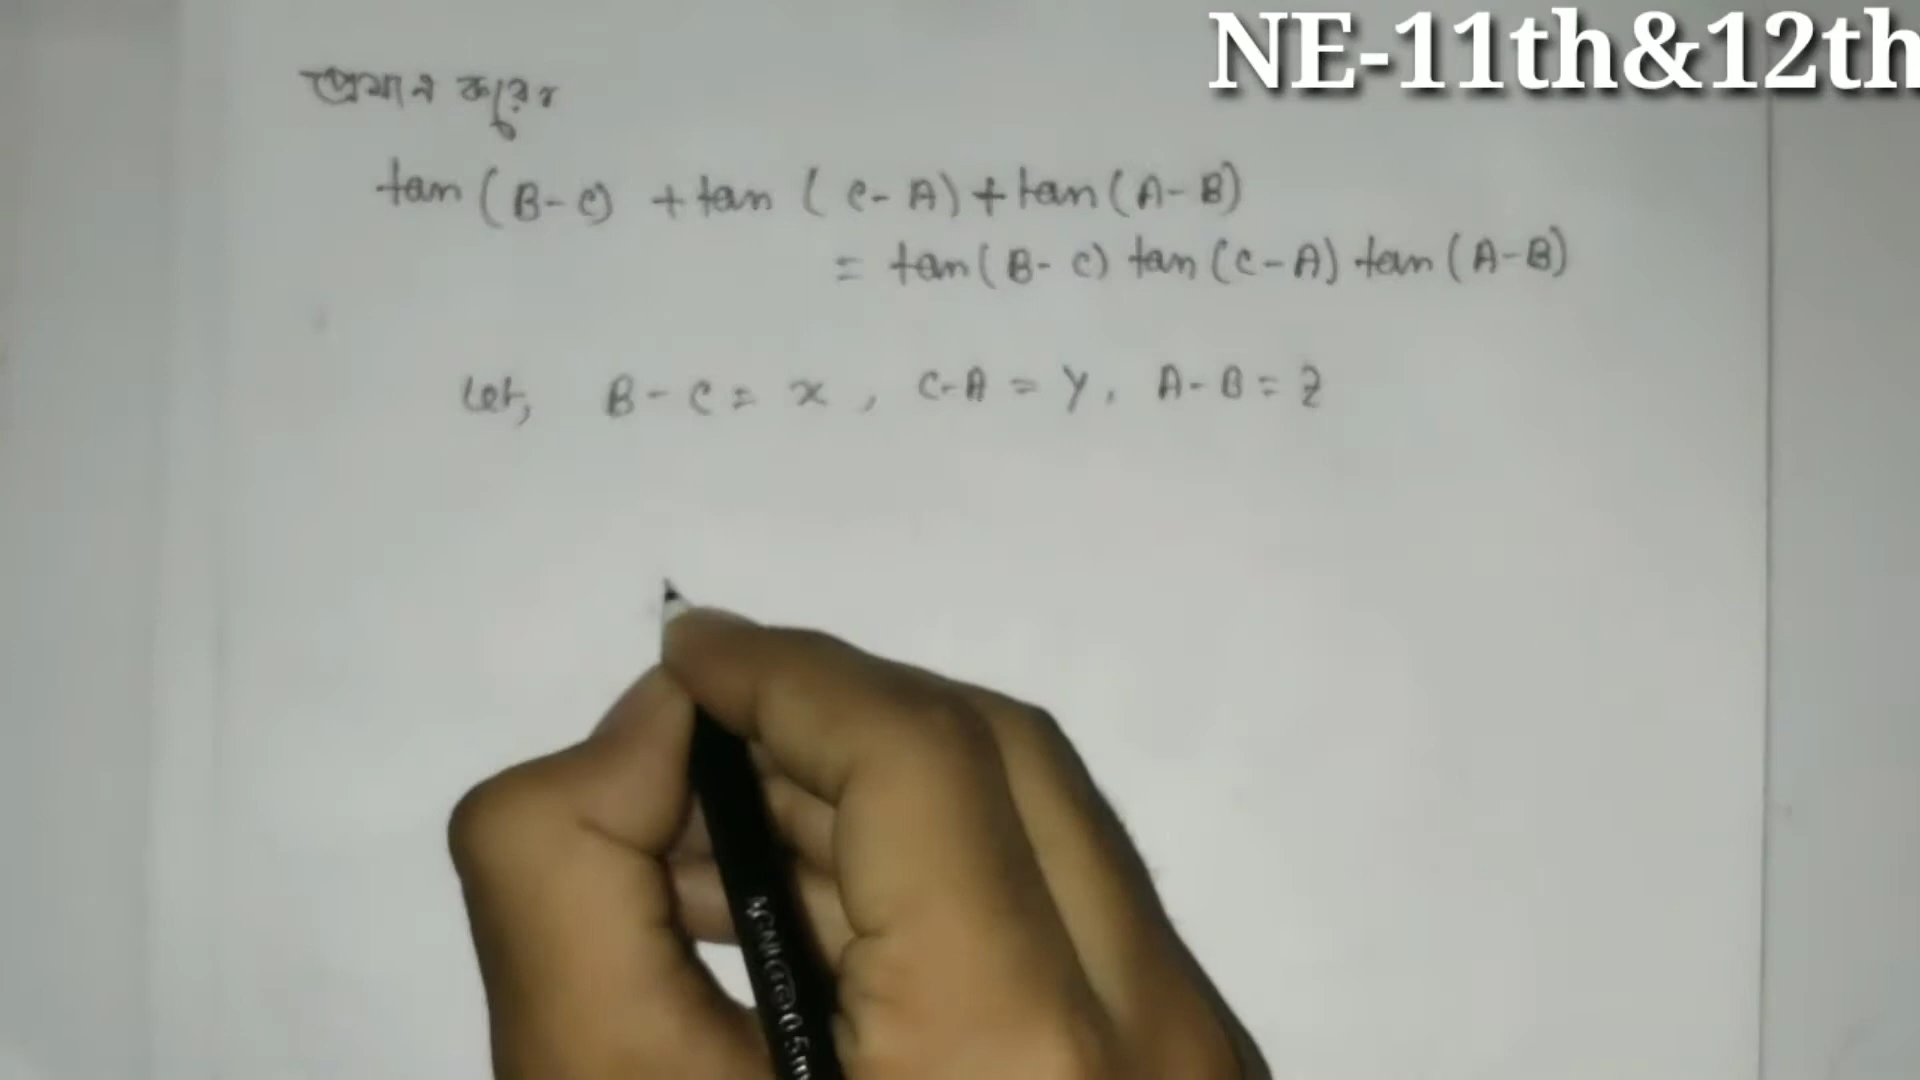 NE-11th&12th
প্রমান করুন
tan (B-C) + tan (C-A) + tan (A-B)
= tan (B-C) tan (C-A) tan (A-B)
Let, B-C = x, C-A = y, A-B = z